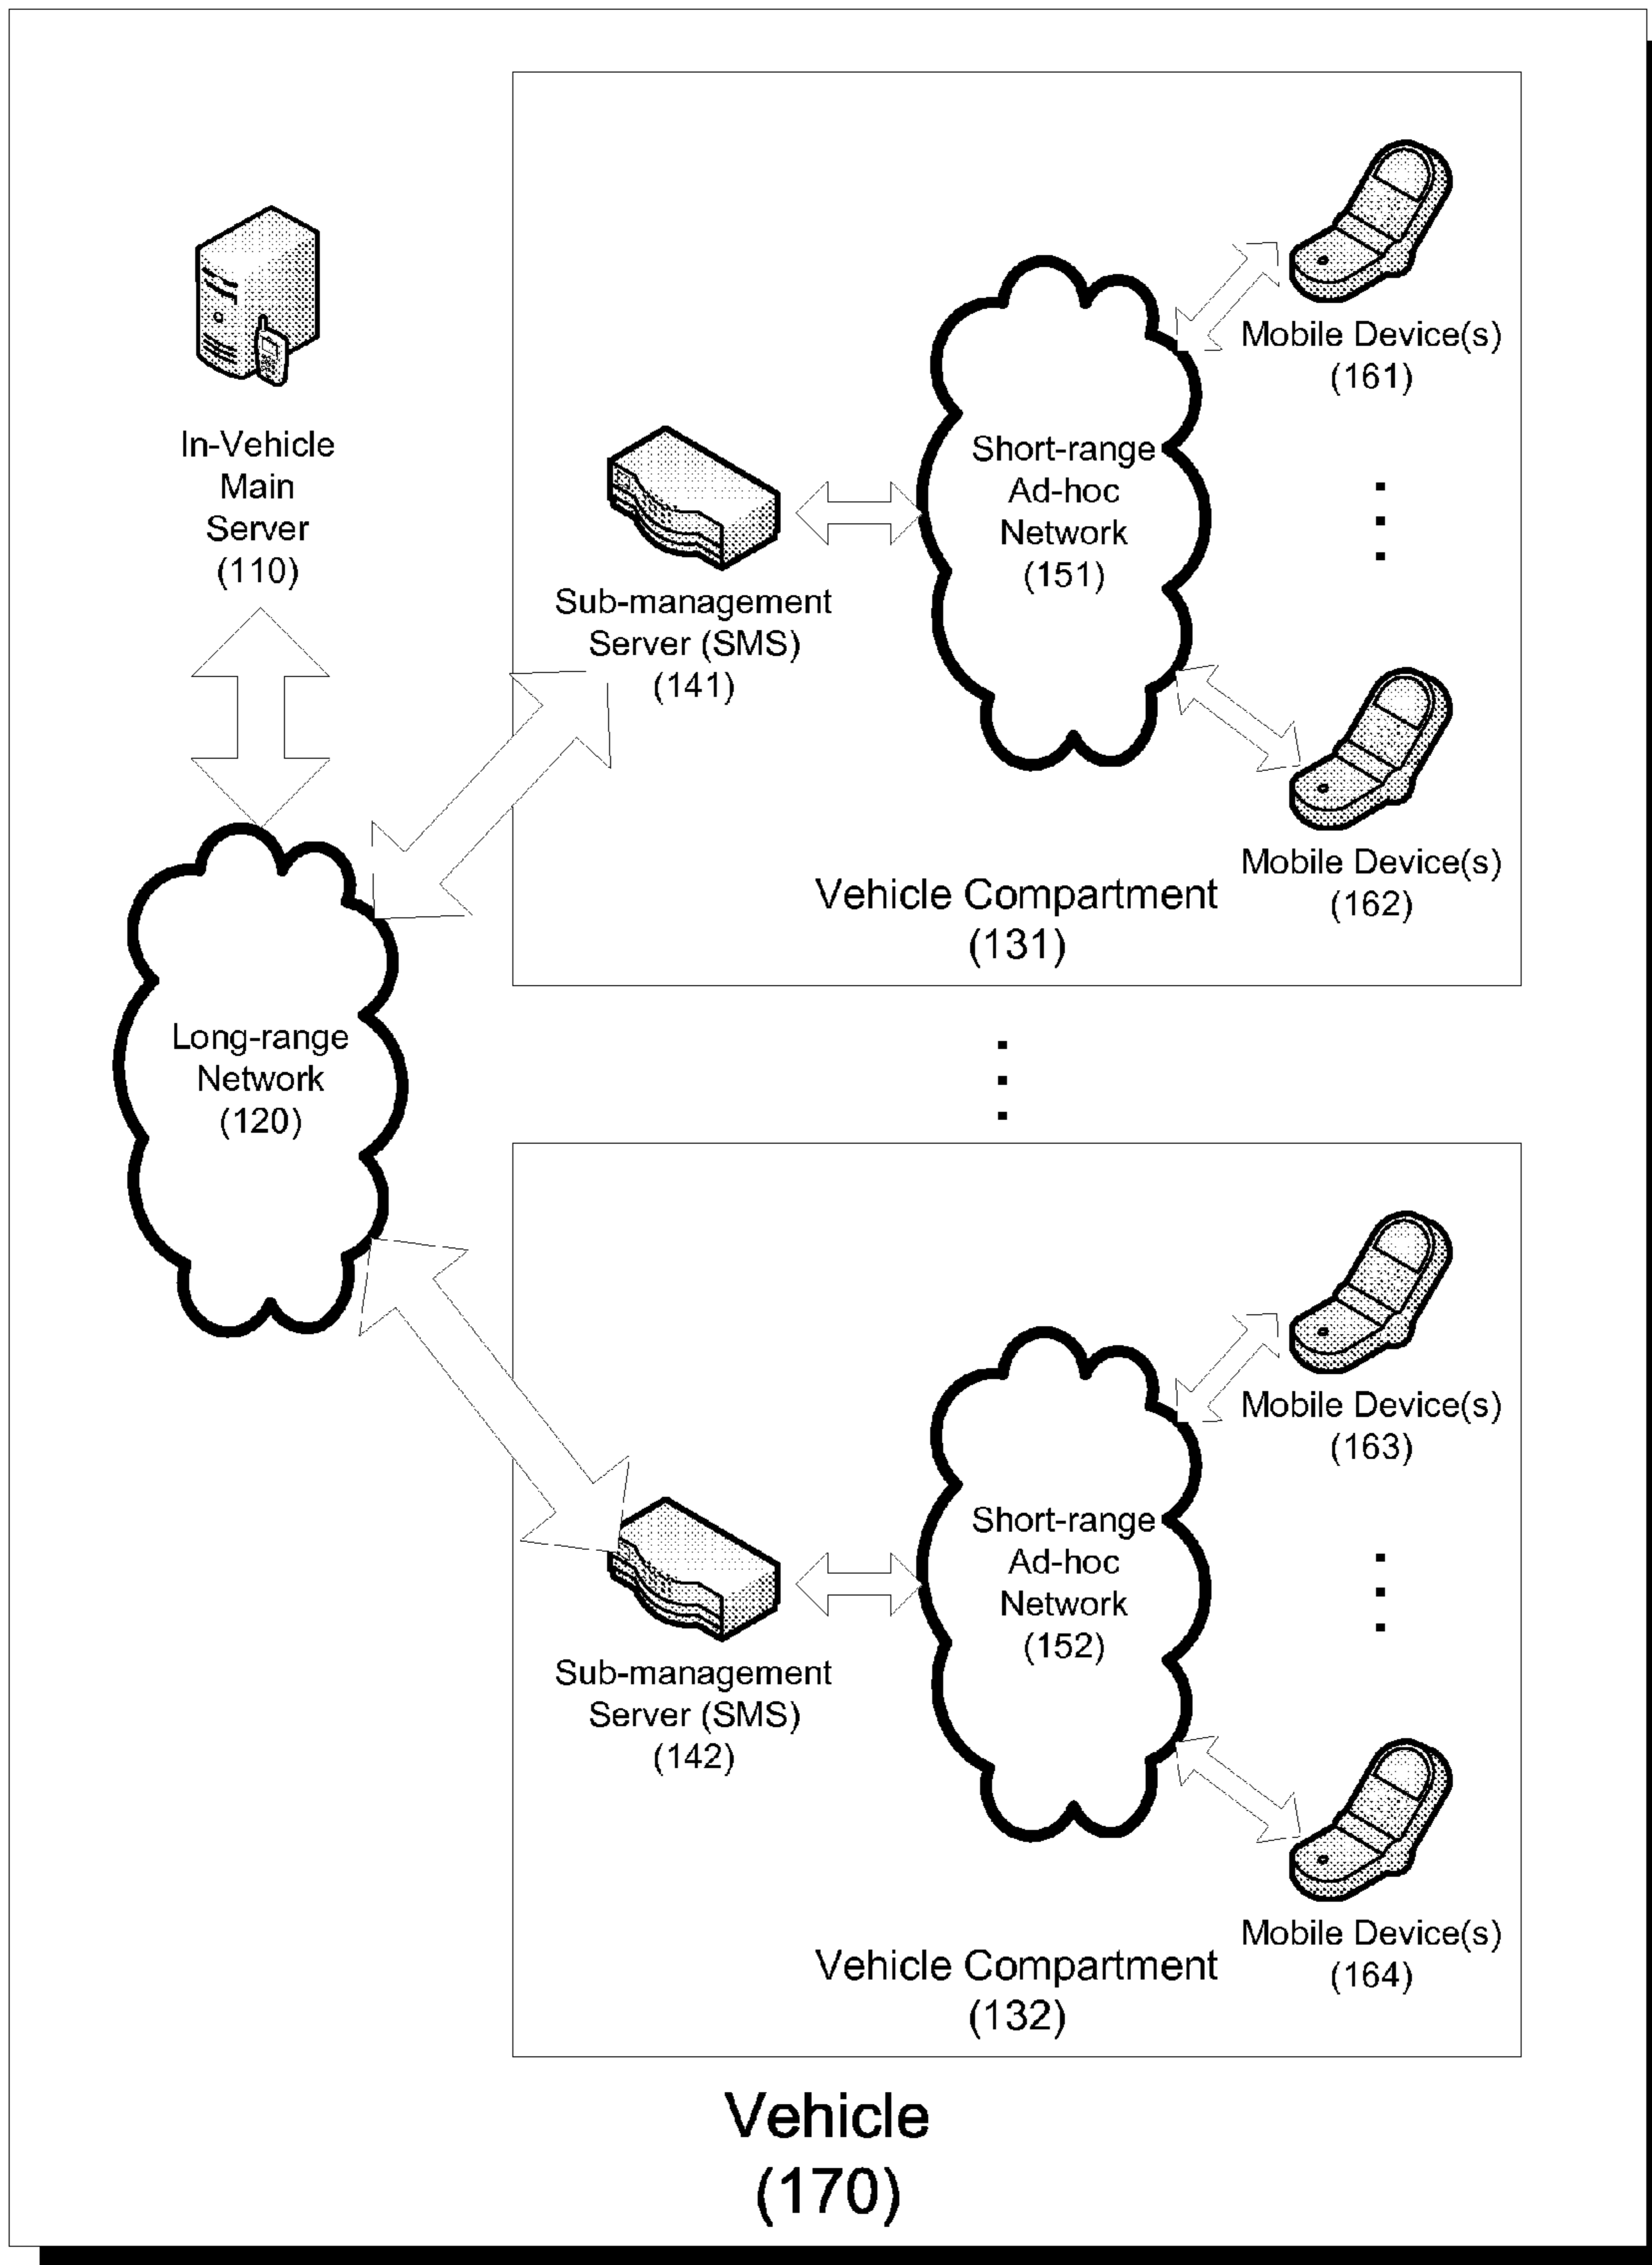 In-Vehicle
Main
Server
(110)
Long-range
Network
(120)
Sub-management
Server (SMS)
(141)
Short-range
Ad-hoc
Network
(151)
Mobile Device(s)
(161)
Mobile Device(s)
(162)
Vehicle Compartment
(131)
Sub-management
Server (SMS)
(142)
Short-range
Ad-hoc
Network
(152)
Mobile Device(s)
(163)
Mobile Device(s)
(164)
Vehicle Compartment
(132)
Vehicle
(170)